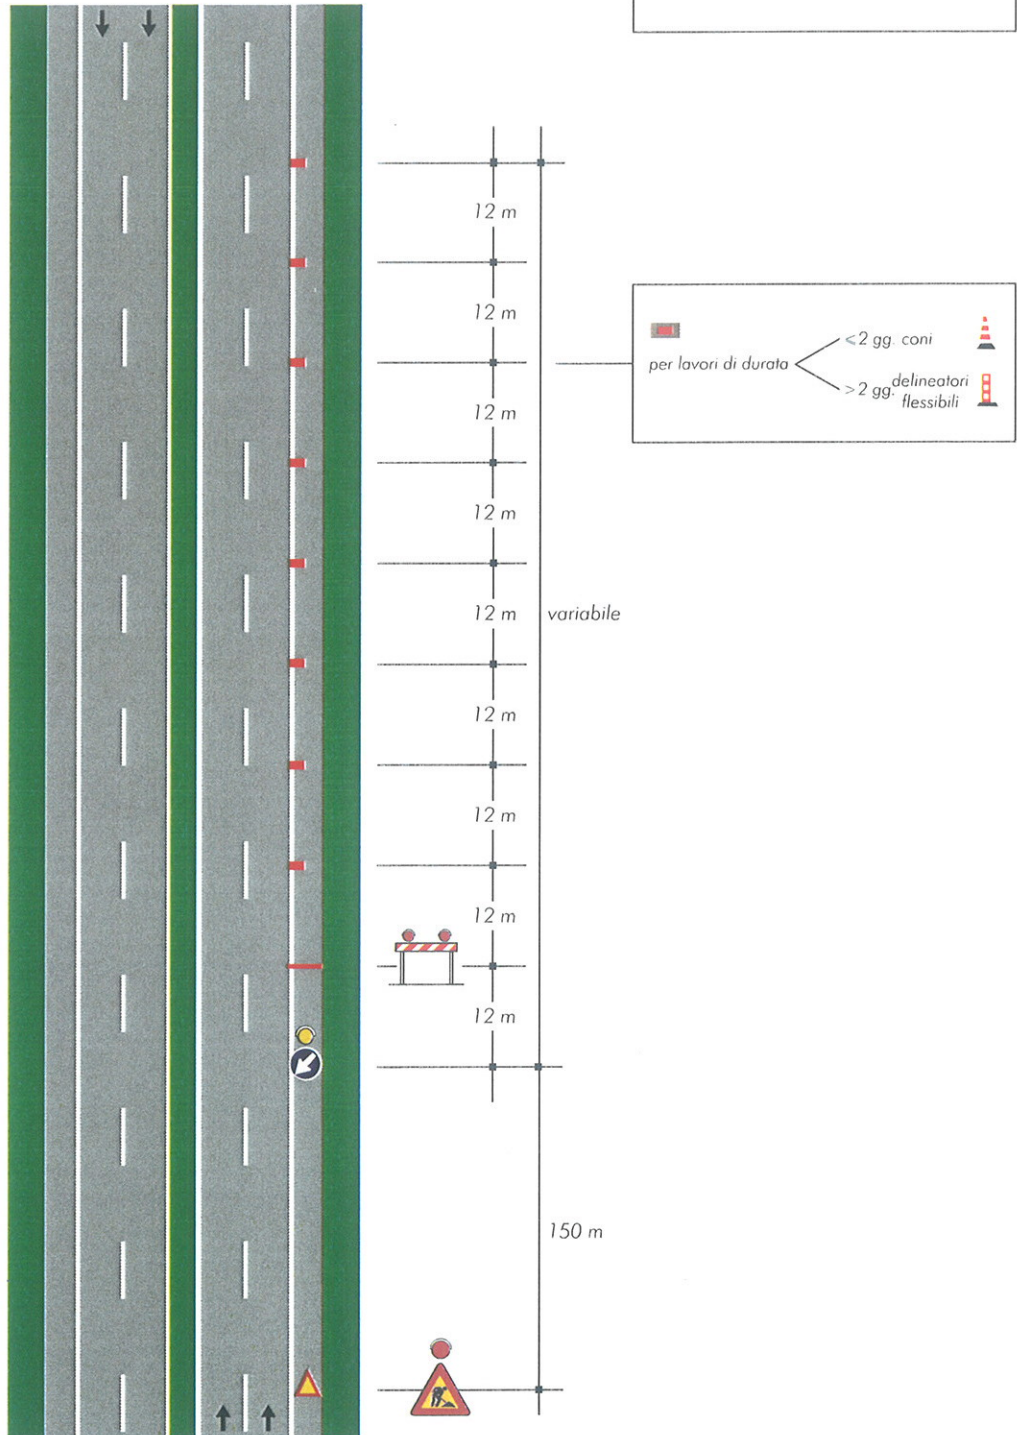 12 m
12 m
12 m
12 m
12 m
12 m
12 m
12 m
12 m
variabile
150 m
per lavori di durata
≤2 gg. coni
>2 gg. delineatori
flessibili